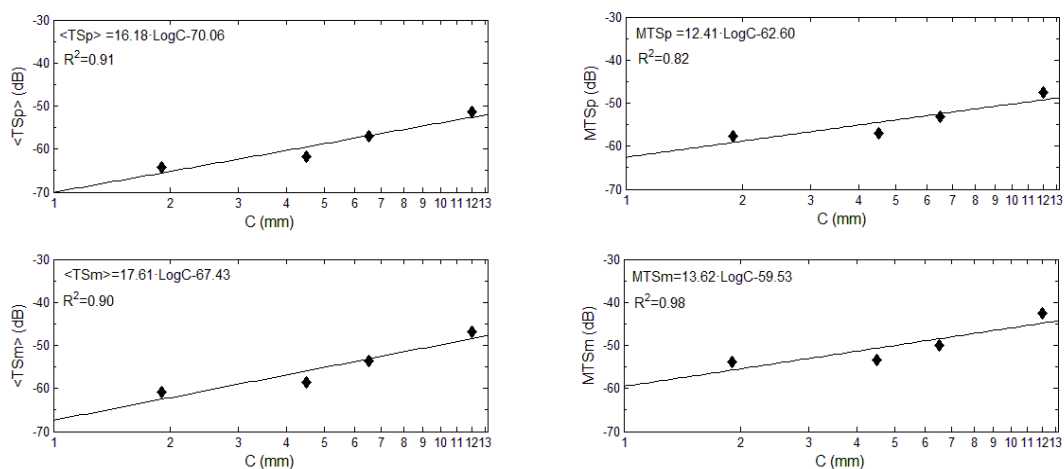 -30
<TSp> =16.18·LogC-70.06
-40
R²=0.91
<TSp> (dB)
-50
-60
-70
1 2 3 4 5 6 7 8 9 10 11 12 13
C (mm)
-30
MTSp =12.41·LogC-62.60
-40
R²=0.82
MTSp (dB)
-50
-60
-70
1 2 3 4 5 6 7 8 9 10 11 12 13
C (mm)
-30
<TSm>=17.61·LogC-67.43
-40
R²=0.90
<TSm> (dB)
-50
-60
-70
1 2 3 4 5 6 7 8 9 10 11 12 13
C (mm)
-30
MTSm=13.62·LogC-59.53
-40
R²=0.98
MTSm (dB)
-50
-60
-70
1 2 3 4 5 6 7 8 9 10 11 12 13
C (mm)